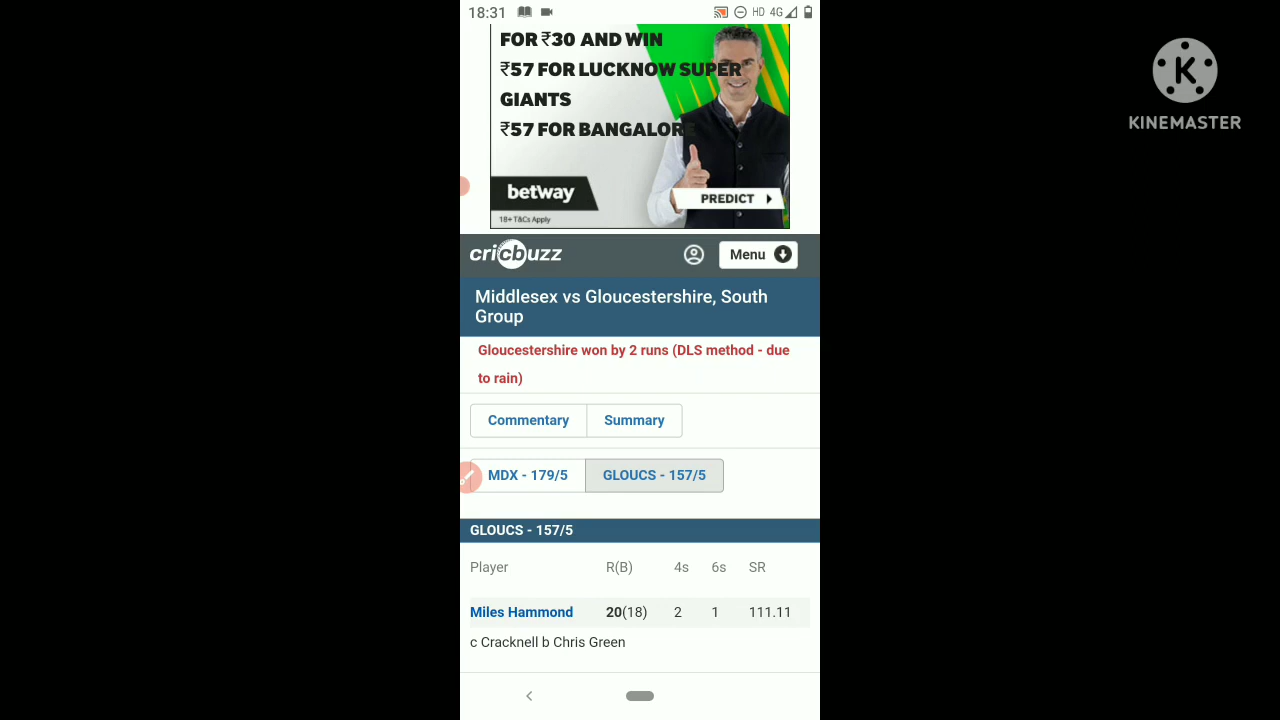 18:31
HD 4G
FOR ₹30 AND WIN
₹57 FOR LUCKNOW SUPER
GIANTS
₹57 FOR BANGALORE
betway
PREDICT
18+ T&Cs Apply
K
KINEMASTER
cricbuzz
Menu
Middlesex vs Gloucestershire, South
Group
Gloucestershire won by 2 runs (DLS method - due
to rain)
Commentary Summary
MDX - 179/5 GLOUCS - 157/5
GLOUCS - 157/5
Player R(B) 4s 6s SR
Miles Hammond 20(18) 2 1 111.11
c Cracknell b Chris Green